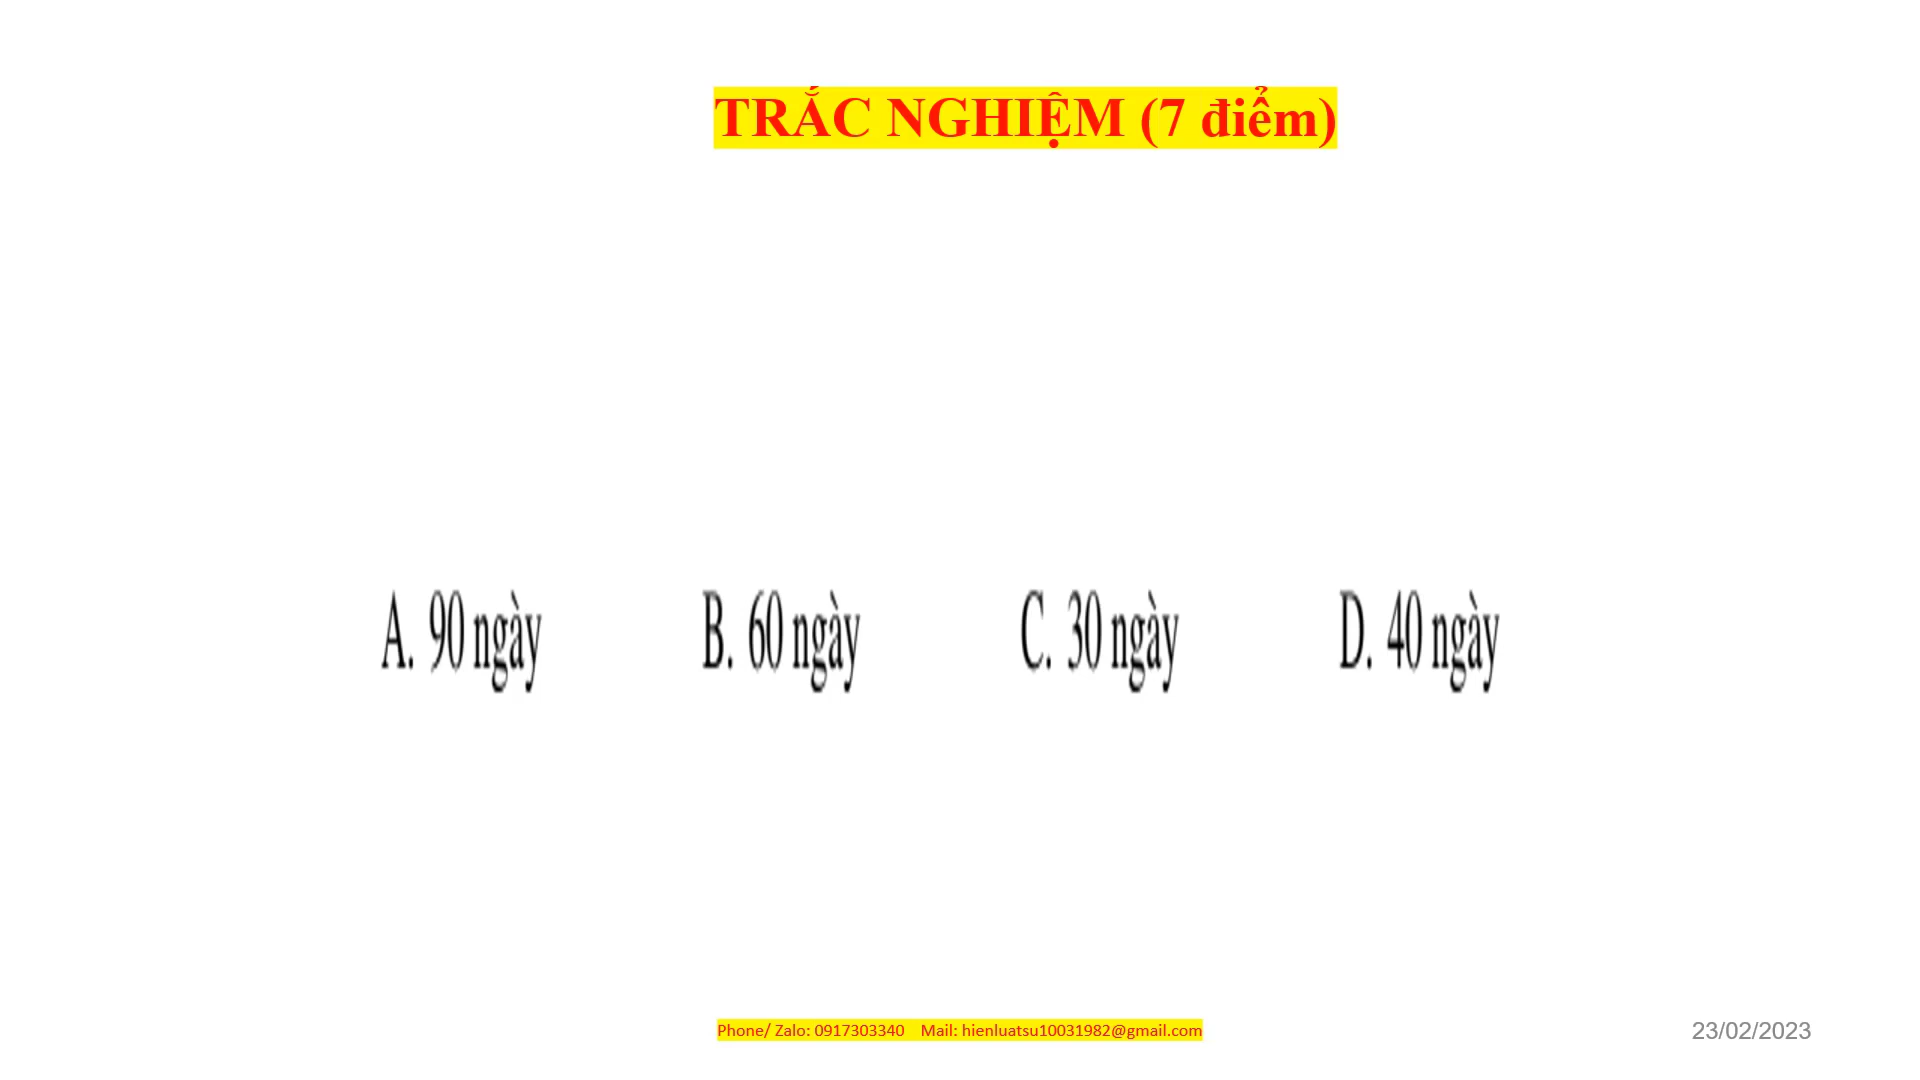 TRẮC NGHIỆM (7 điểm)
A. 90 ngày B. 60 ngày C. 30 ngày D. 40 ngày
Phone/ Zalo: 0917303340 Mail: hienluatsu10031982@gmail.com 23/02/2023